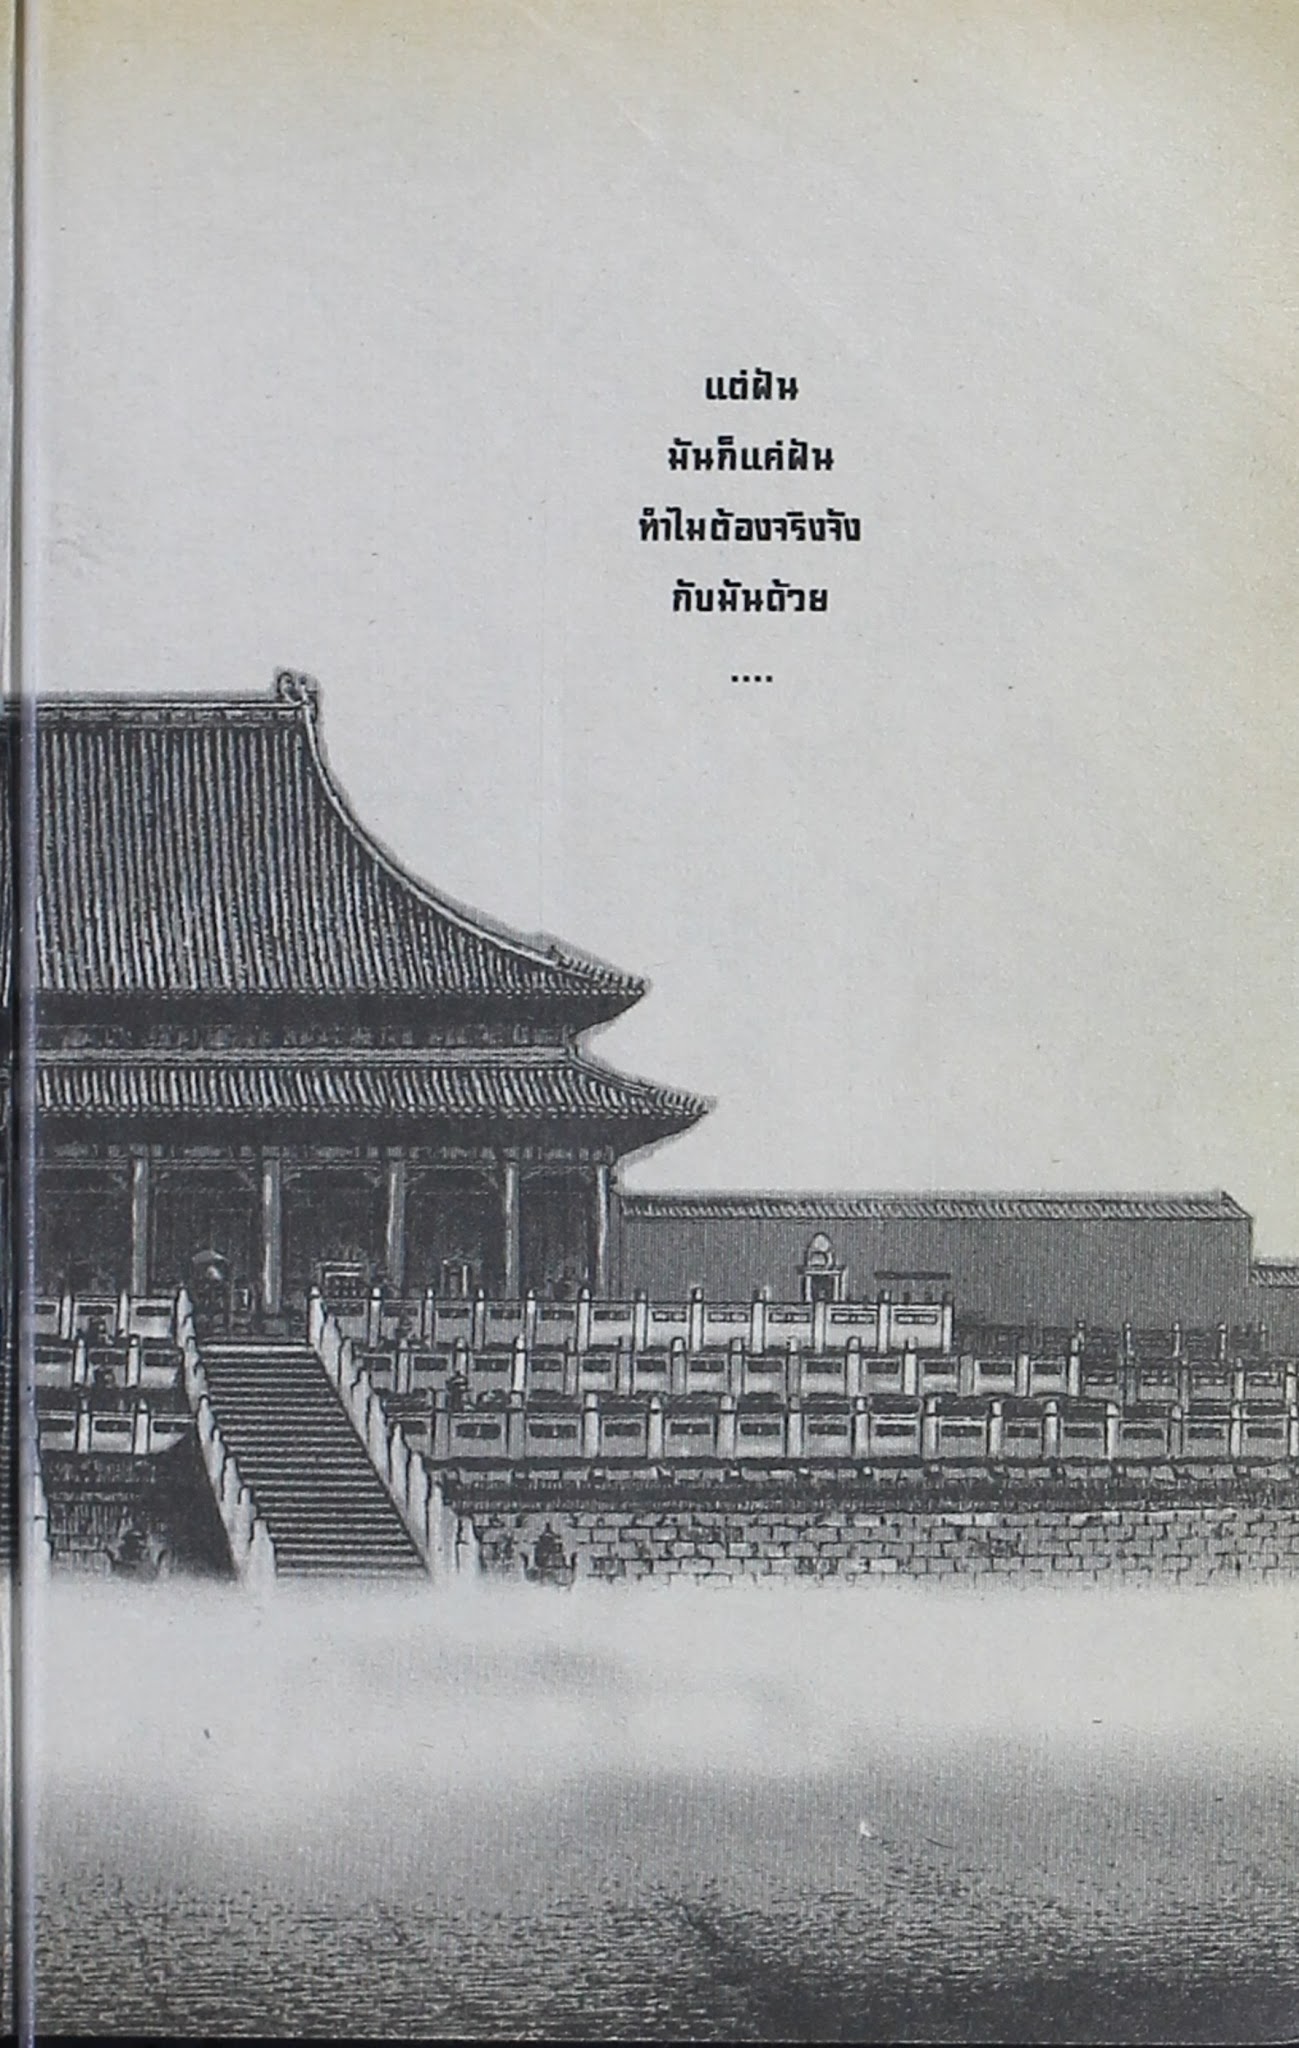 แต่ฝัน
มันก็แค่ฝัน
ทำไมต้องจริงจัง
กับมันด้วย
....